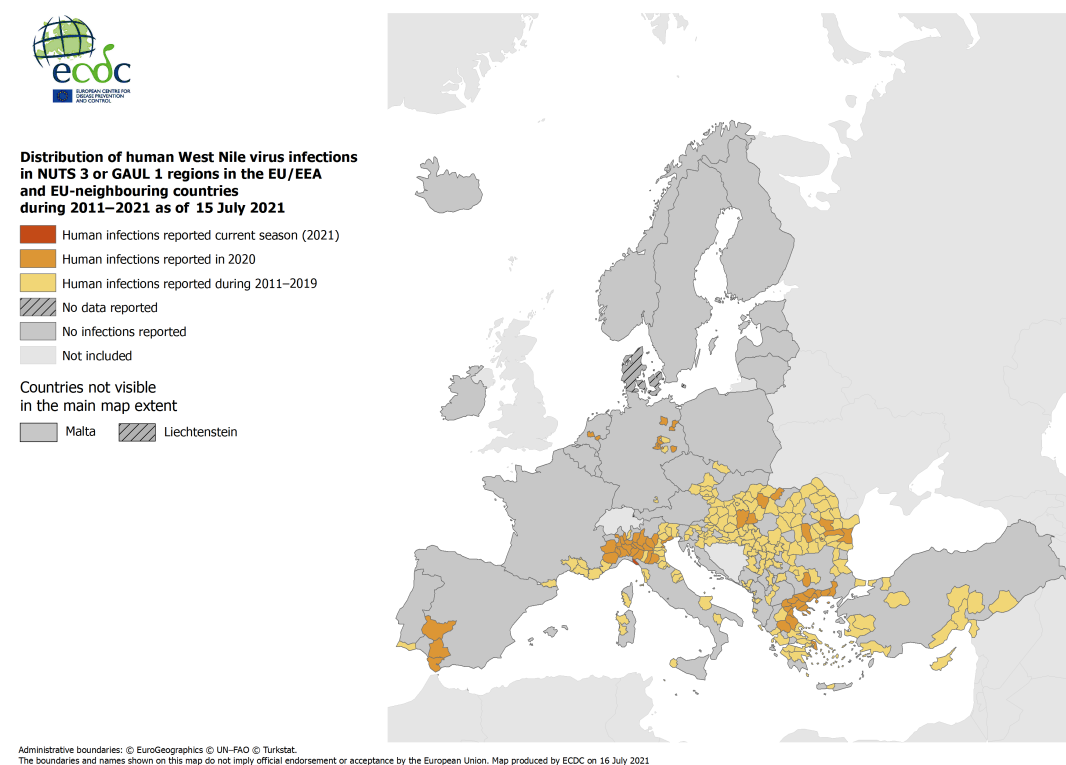 ecdc
EUROPEAN CENTRE FOR
DISEASE PREVENTION
AND CONTROL
Distribution of human West Nile virus infections
in NUTS 3 or GAUL 1 regions in the EU/EEA
and EU-neighbouring countries
during 2011–2021 as of 15 July 2021
Human infections reported current season (2021)
Human infections reported in 2020
Human infections reported during 2011–2019
No data reported
No infections reported
Not included
Countries not visible
in the main map extent
Malta
Liechtenstein
Administrative boundaries: © EuroGeographics © UN–FAO © Turkstat.
The boundaries and names shown on this map do not imply official endorsement or acceptance by the European Union. Map produced by ECDC on 16 July 2021